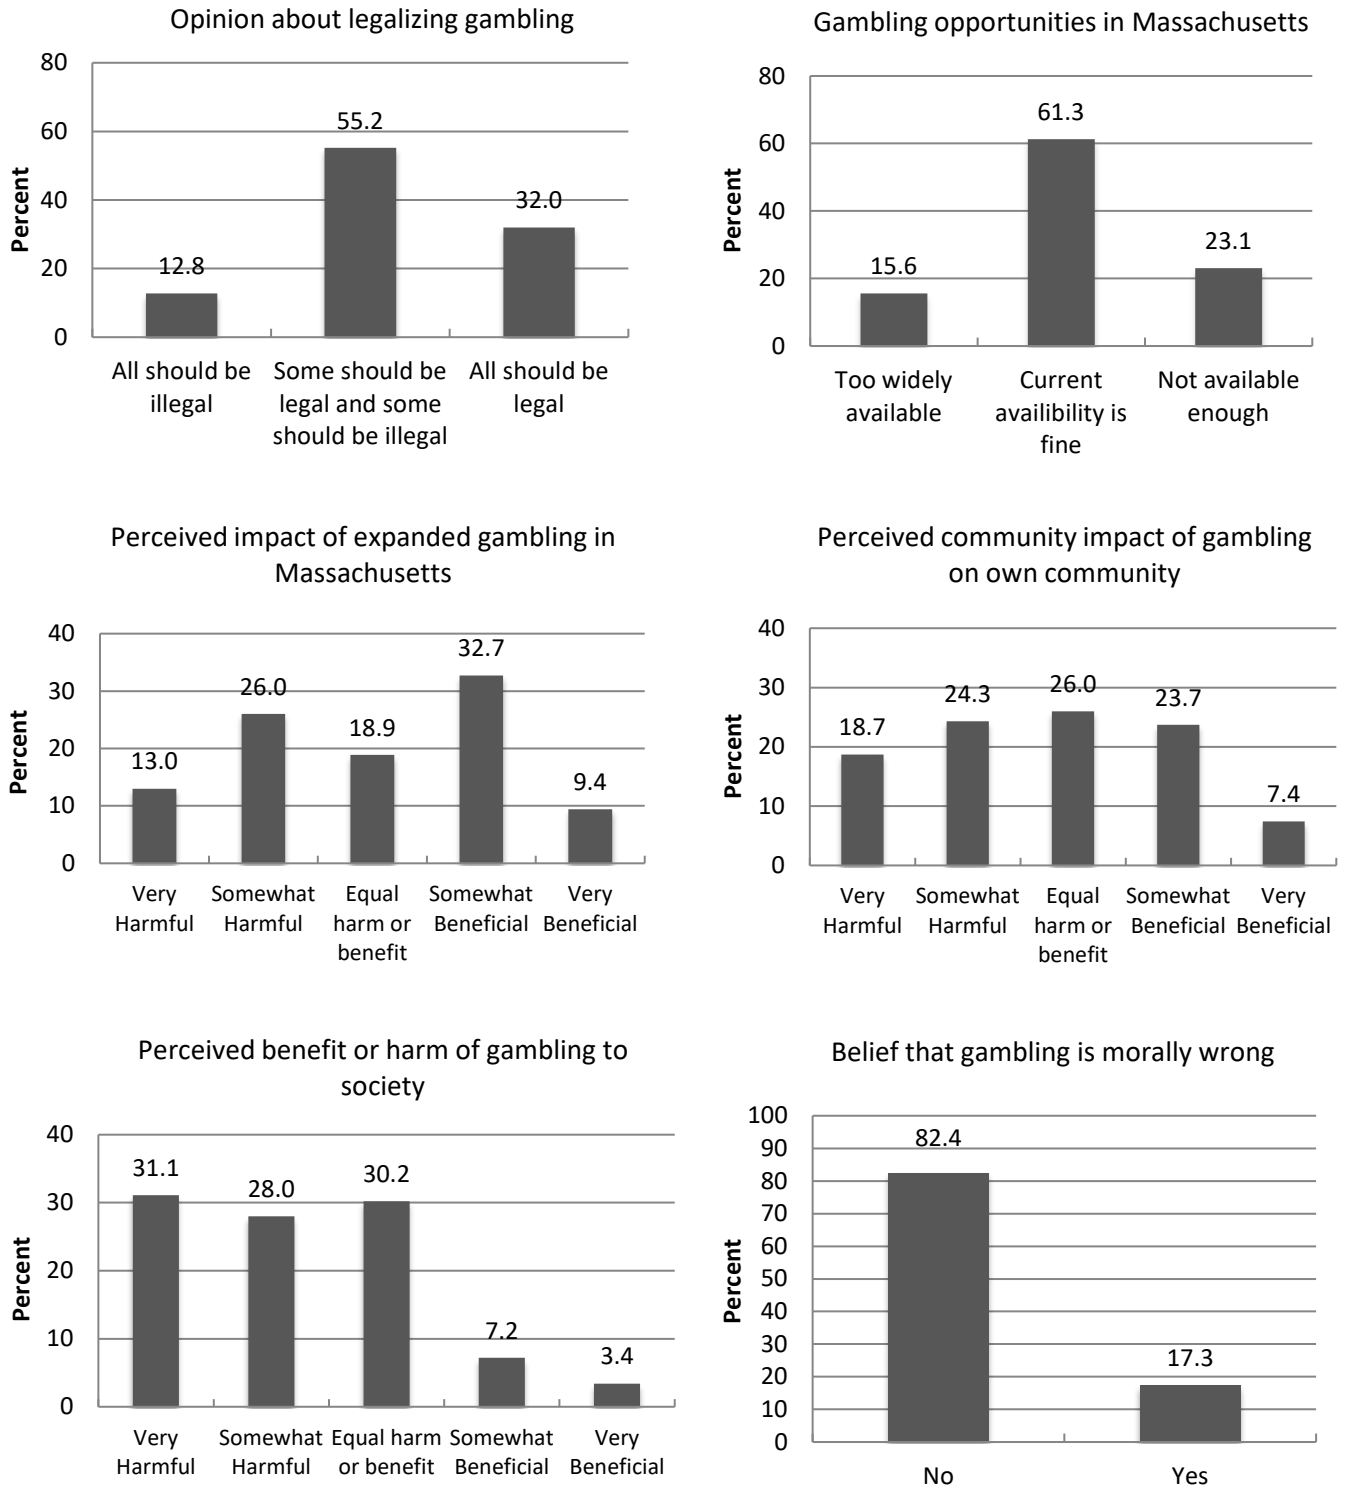 Opinion about legalizing gambling
80
60
40
20
0
Percent
12.8
55.2
32.0
All should be
illegal
Some should be
legal and some
should be illegal
All should be
legal
Gambling opportunities in Massachusetts
80
60
40
20
0
Percent
15.6
61.3
23.1
Too widely
available
Current
availibility is
fine
Not available
enough
Perceived impact of expanded gambling in
Massachusetts
40
30
20
10
0
Percent
13.0
26.0
18.9
32.7
9.4
Very
Harmful
Somewhat
Harmful
Equal
harm or
benefit
Somewhat
Beneficial
Very
Beneficial
Perceived community impact of gambling
on own community
40
30
20
10
0
Percent
18.7
24.3
26.0
23.7
7.4
Very
Harmful
Somewhat
Harmful
Equal
harm or
benefit
Somewhat
Beneficial
Very
Beneficial
Perceived benefit or harm of gambling to
society
40
30
20
10
0
Percent
31.1
28.0
30.2
7.2
3.4
Very
Harmful
Somewhat
Harmful
Equal harm
or benefit
Somewhat
Beneficial
Very
Beneficial
Belief that gambling is morally wrong
100
90
80
70
60
50
40
30
20
10
0
Percent
82.4
17.3
No
Yes